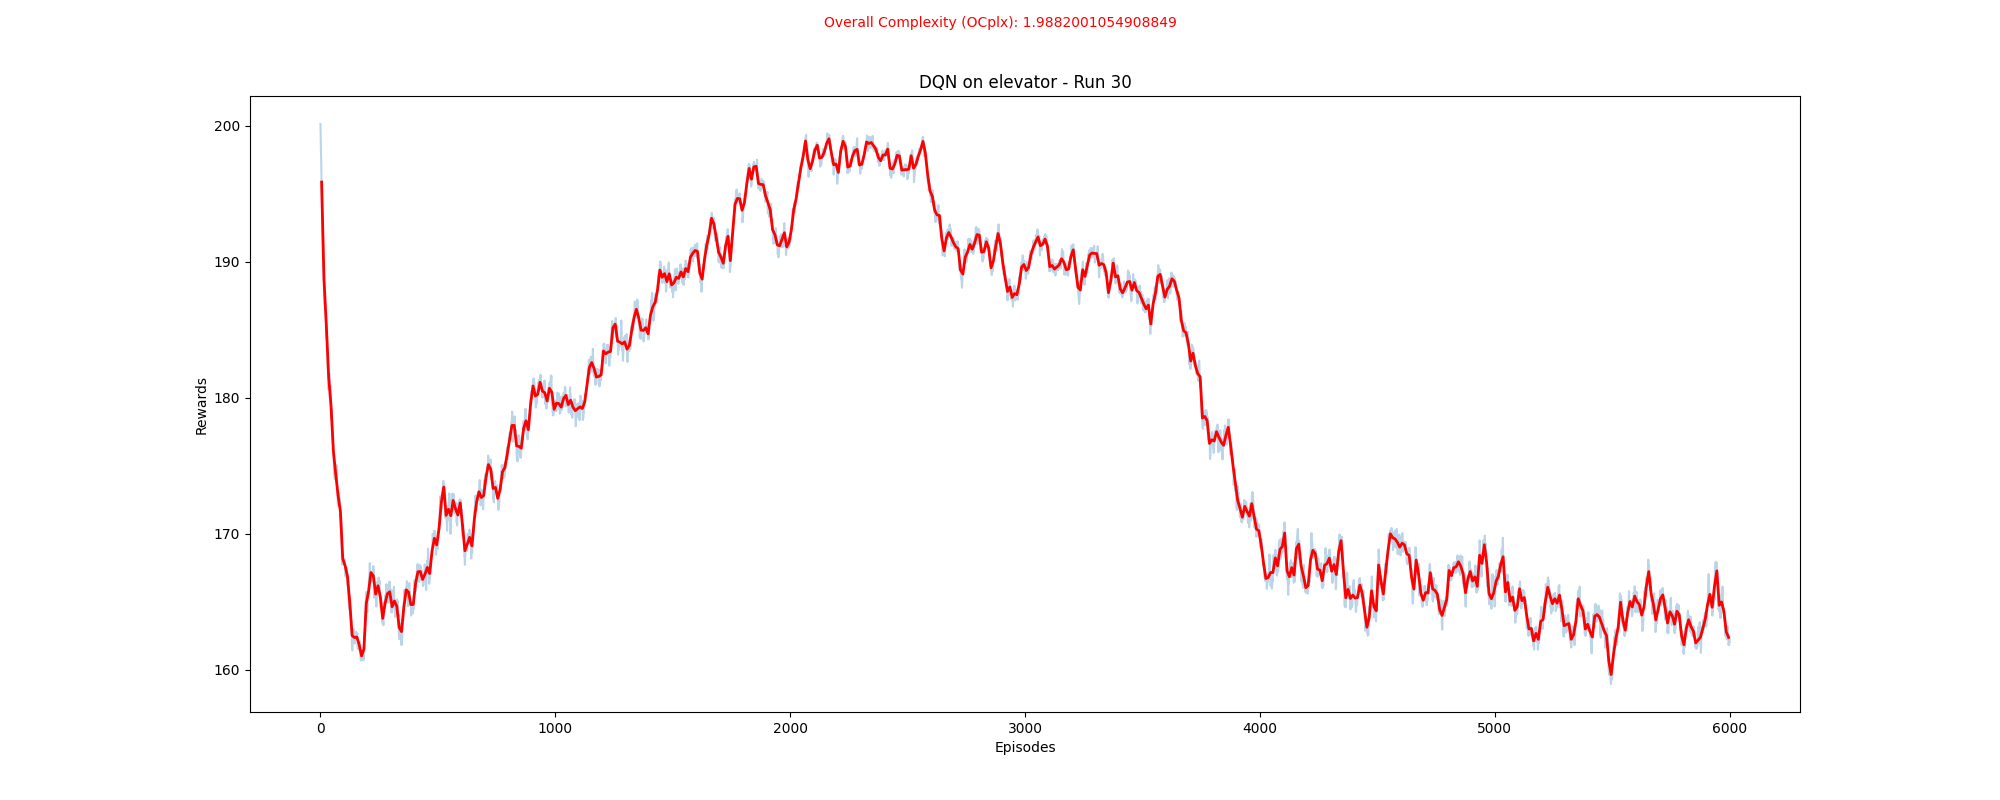 Overall Complexity (OCplx): 1.9882001054908849
DQN on elevator - Run 30
200
190
180
170
160
Rewards
0 1000 2000 3000 4000 5000 6000
Episodes